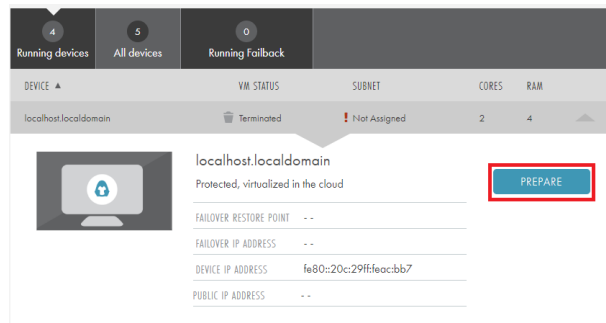 4 5 0
Running devices All devices Running Failback
DEVICE ▲ VM STATUS SUBNET CORES RAM
localhost.localdomain Terminated ! Not Assigned 2 4
localhost.localdomain
Protected, virtualized in the cloud
PREPARE
FAILOVER RESTORE POINT - -
FAILOVER IP ADDRESS - -
DEVICE IP ADDRESS fe80::20c:29ff:feac:bb7
PUBLIC IP ADDRESS - -